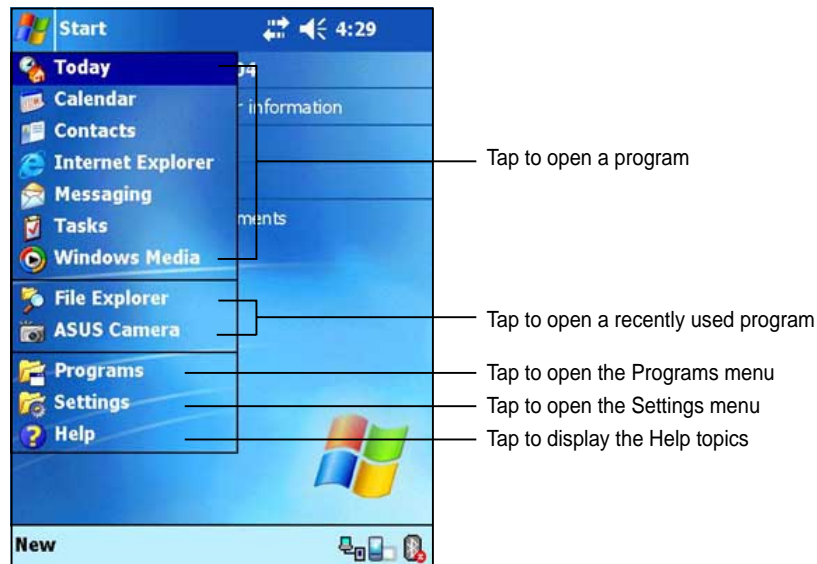 Start 4:29
Today
04
Calendar
r information
Contacts
Internet Explorer
Tap to open a program
Messaging
Tasks
ments
Windows Media
File Explorer
Tap to open a recently used program
ASUS Camera
Programs
Tap to open the Programs menu
Settings
Tap to open the Settings menu
Help
Tap to display the Help topics
New